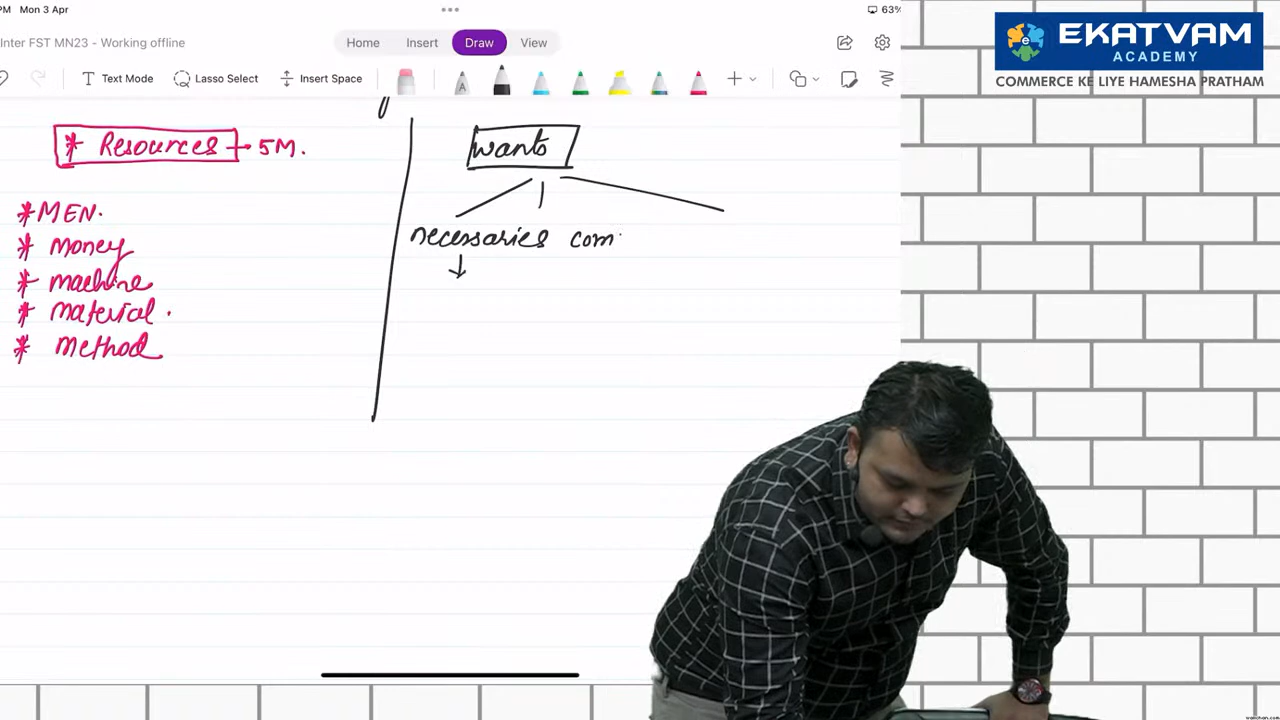 PM Mon 3 Apr
63%
Inter FST MN23 - Working offline
Home Insert Draw View
Text Mode Lasso Select Insert Space
* Resources → 5M.
*MEN.
* money
* machine
* material.
* Method
wants
necessaries com
EKATVAM
ACADEMY
COMMERCE KE LIYE HAMESHA PRATHAM